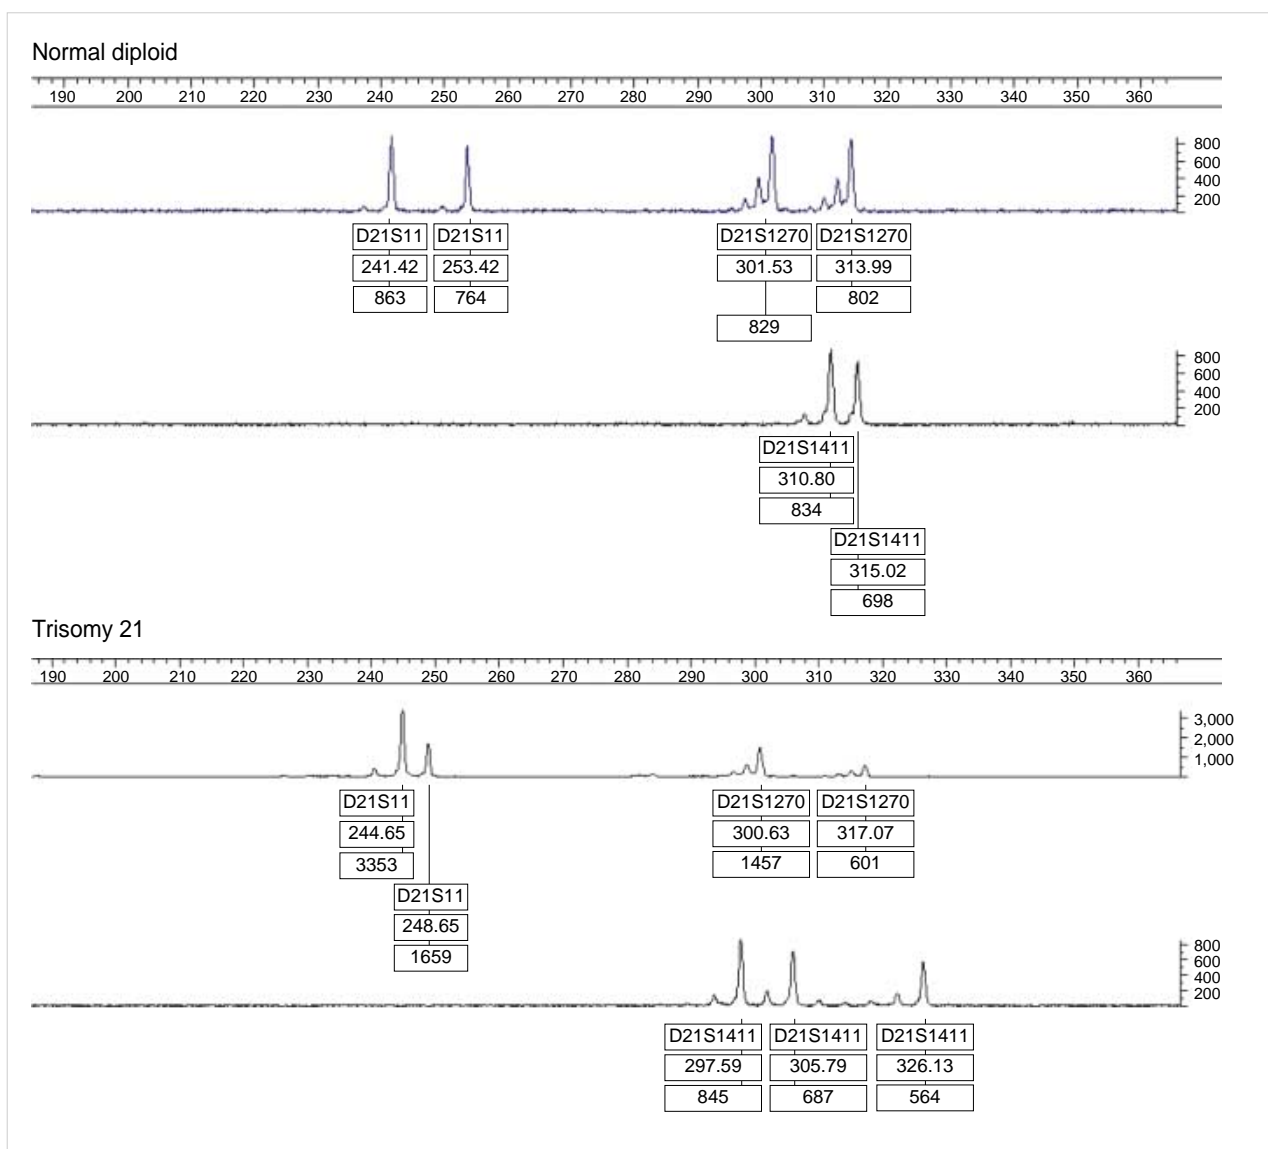 Normal diploid
190 200 210 220 230 240 250 260 270 280 290 300 310 320 330 340 350 360
800
600
400
200
D21S11 D21S11 D21S1270 D21S1270
241.42 253.42 301.53 313.99
863 764 802
829
800
600
400
200
D21S1411
310.80
834
D21S1411
315.02
698
Trisomy 21
190 200 210 220 230 240 250 260 270 280 290 300 310 320 330 340 350 360
3,000
2,000
1,000
D21S11 D21S1270 D21S1270
244.65 300.63 317.07
3353 1457 601
D21S11
248.65
1659
800
600
400
200
D21S1411 D21S1411 D21S1411
297.59 305.79 326.13
845 687 564